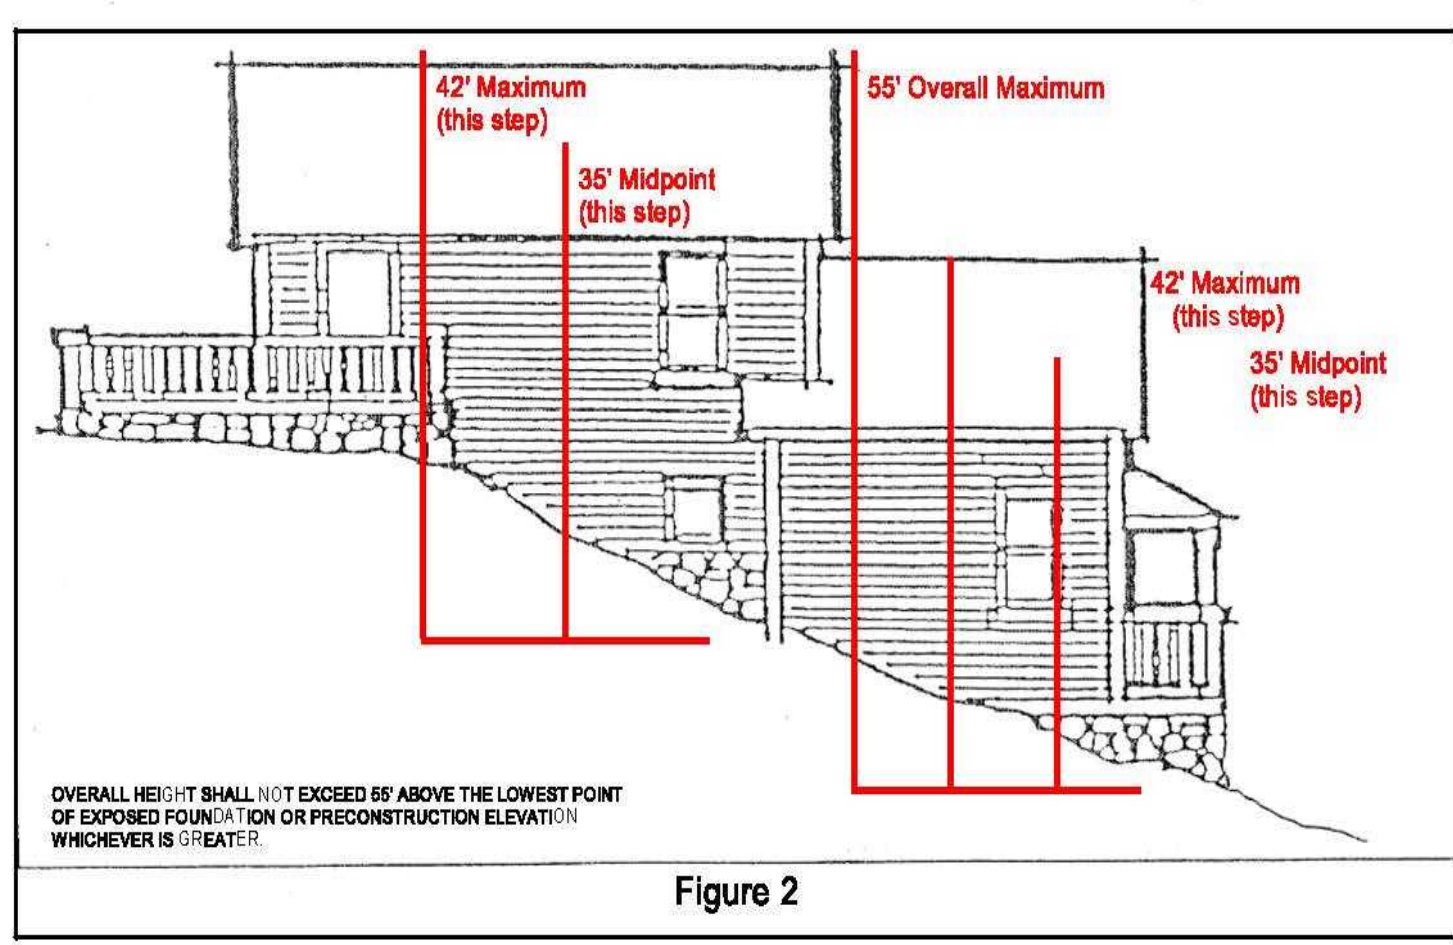 42' Maximum
(this step)
55' Overall Maximum
35' Midpoint
(this step)
42' Maximum
(this step)
35' Midpoint
(this step)
OVERALL HEIGHT SHALL NOT EXCEED 55' ABOVE THE LOWEST POINT
OF EXPOSED FOUNDATION OR PRECONSTRUCTION ELEVATION
WHICHEVER IS GREATER.
Figure 2